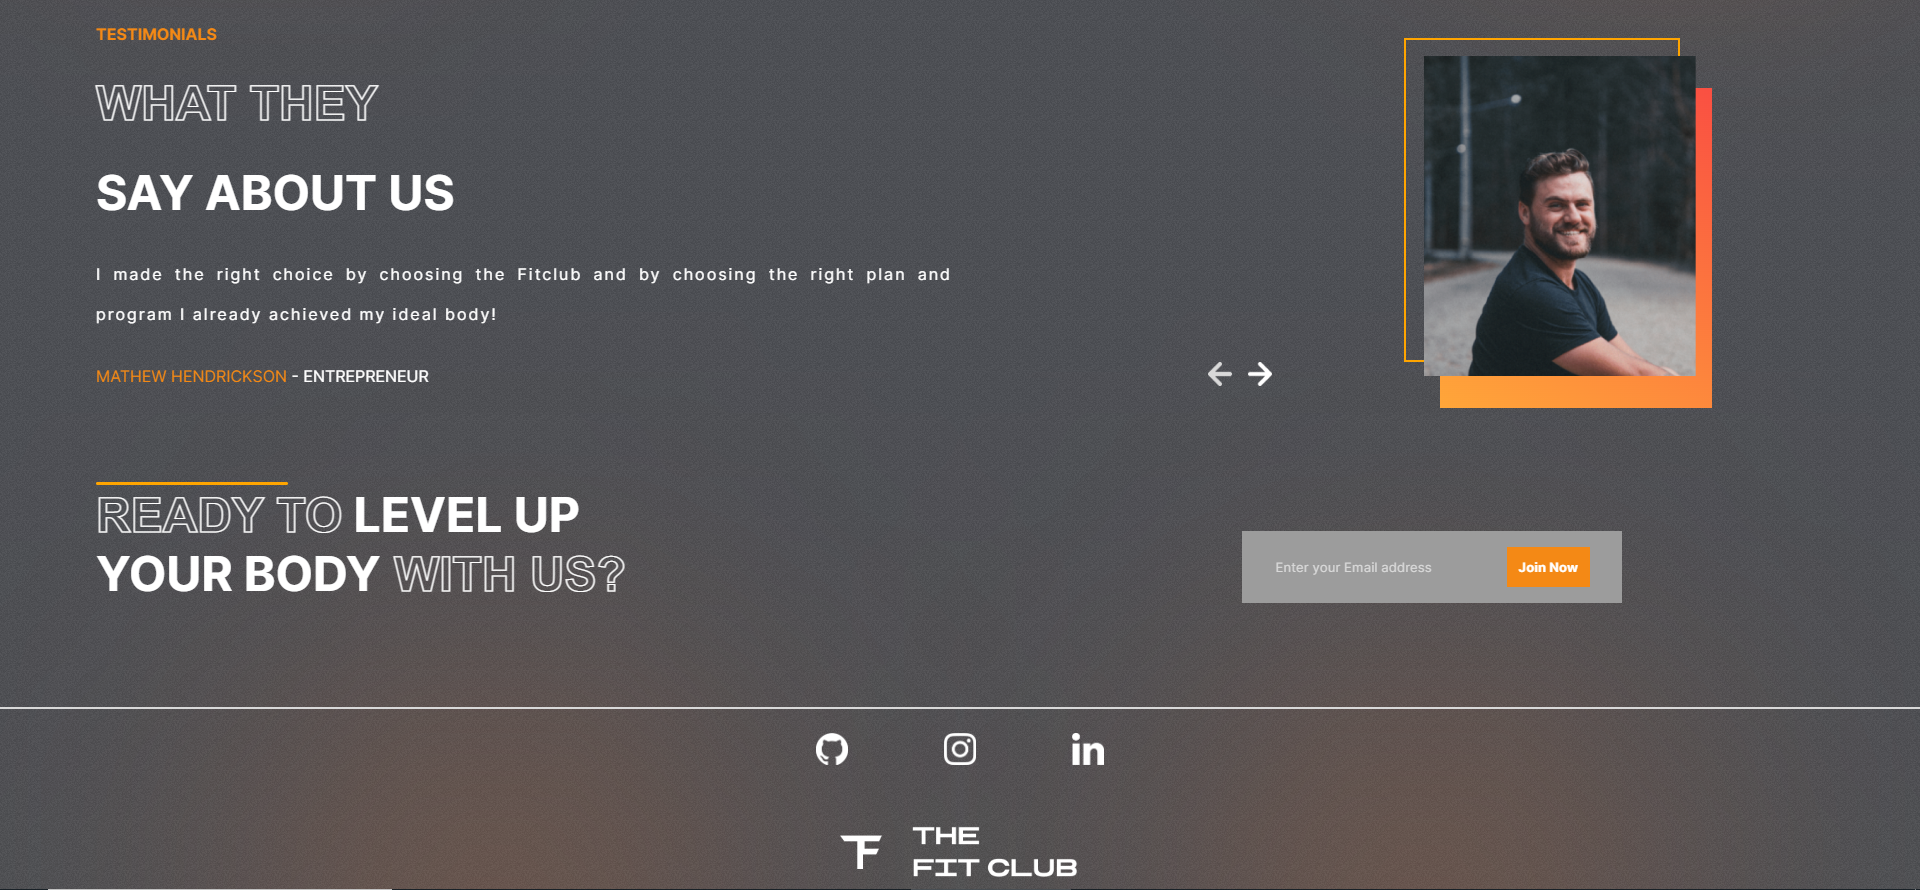 TESTIMONIALS
WHAT THEY
SAY ABOUT US
I made the right choice by choosing the Fitclub and by choosing the right plan and
program I already achieved my ideal body!
MATHEW HENDRICKSON - ENTREPRENEUR
READY TO LEVEL UP
YOUR BODY WITH US?
Enter your Email address
Join Now
THE
FIT CLUB